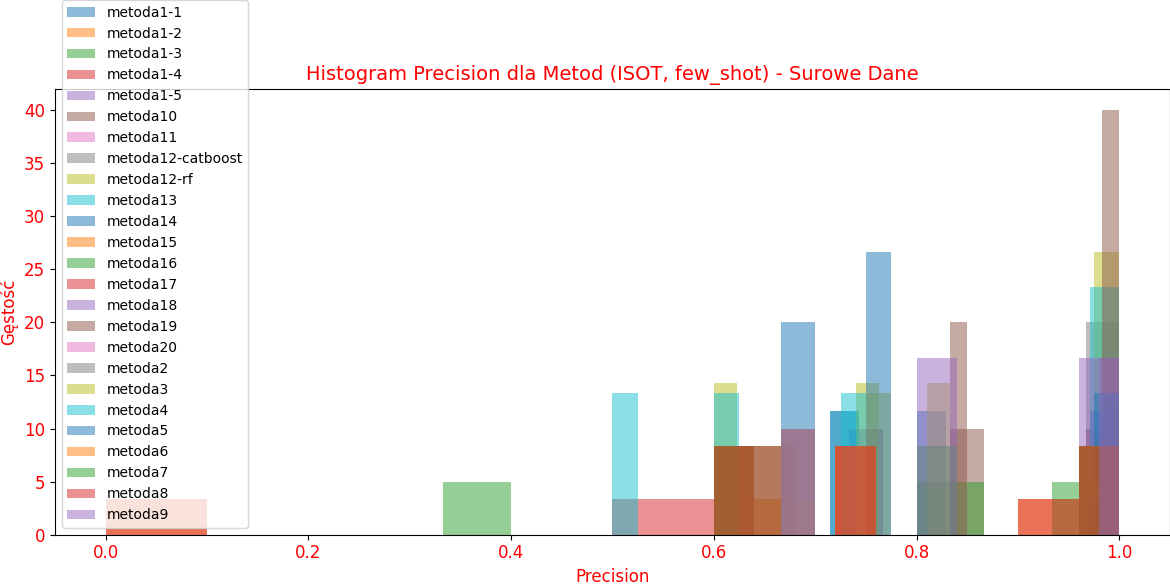 metoda1-1
metoda1-2
metoda1-3
metoda1-4
metoda1-5
metoda10
metoda11
metoda12-catboost
metoda12-rf
metoda13
metoda14
metoda15
metoda16
metoda17
metoda18
metoda19
metoda20
metoda2
metoda3
metoda4
metoda5
metoda6
metoda7
metoda8
metoda9
Histogram Precision dla Metod (ISOT, few_shot) - Surowe Dane
Gęstość
40
35
30
25
20
15
10
5
0
0.0 0.2 0.4 0.6 0.8 1.0
Precision